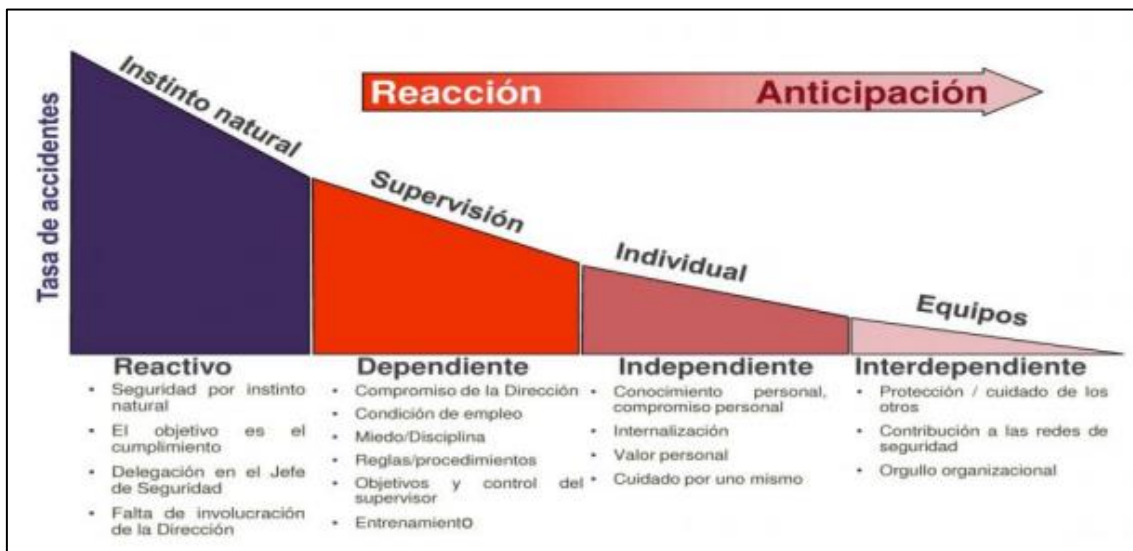 Instinto natural
Reacción
Anticipación
Supervisión
Individual
Equipos
Tasa de accidentes
Reactivo
• Seguridad por instinto
natural
• El objetivo es el
cumplimiento
• Delegación en el Jefe
de Seguridad
• Falta de involucración
de la Dirección
Dependiente
• Compromiso de la Dirección
• Condición de empleo
• Miedo/Disciplina
• Reglas/procedimientos
• Objetivos y control del
supervisor
• Entrenamiento
Independiente
• Conocimiento personal,
compromiso personal
• Internalización
• Valor personal
• Cuidado por uno mismo
Interdependiente
• Protección / cuidado de los
otros
• Contribución a las redes de
seguridad
• Orgullo organizacional